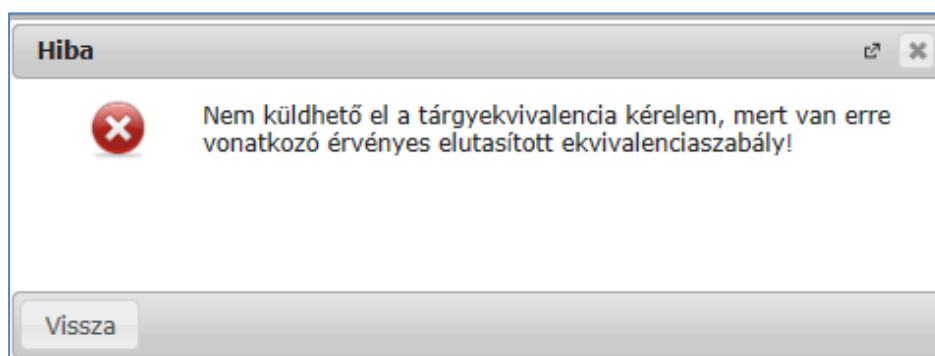 Hiba
Nem küldhető el a tárgyekvivalencia kérelem, mert van erre
vonatkozó érvényes elutasított ekvivalenciaszabály!
Vissza